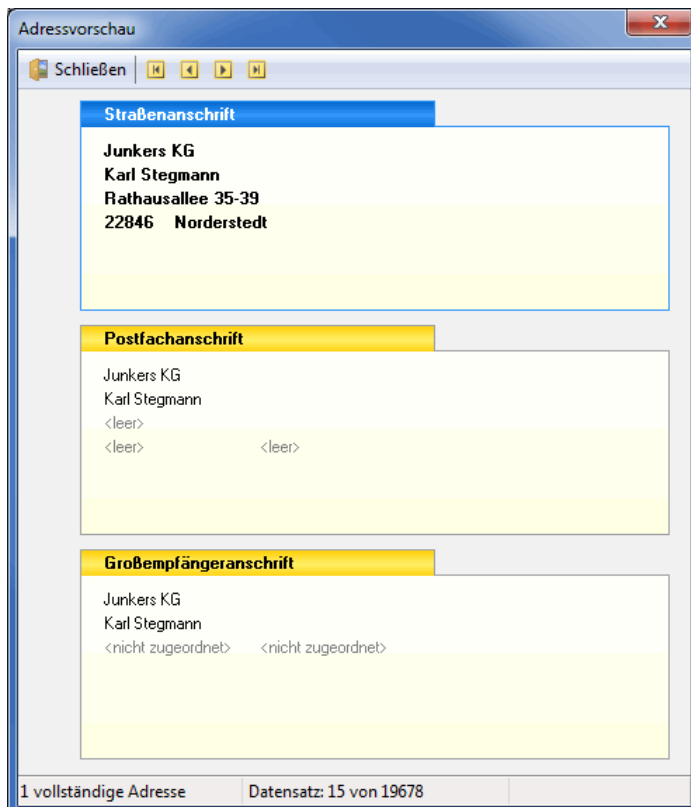 Adressvorschau
Schließen
Straßenanschrift
Junkers KG
Karl Stegmann
Rathausallee 35-39
22846 Norderstedt
Postfachanschrift
Junkers KG
Karl Stegmann
<leer>
<leer> <leer>
Großempfängeranschrift
Junkers KG
Karl Stegmann
<nicht zugeordnet> <nicht zugeordnet>
1 vollständige Adresse Datensatz: 15 von 19678